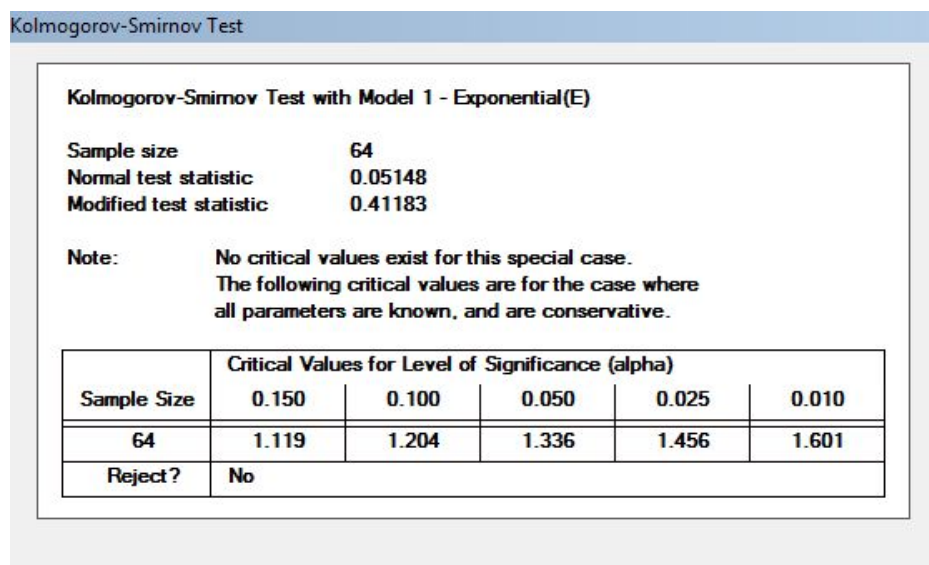 Kolmogorov-Smirnov Test
Kolmogorov-Smirnov Test with Model 1 - Exponential(E)
Sample size 64
Normal test statistic 0.05148
Modified test statistic 0.41183
Note: No critical values exist for this special case.
The following critical values are for the case where
all parameters are known, and are conservative.
Critical Values for Level of Significance (alpha)
Sample Size 0.150 0.100 0.050 0.025 0.010
64 1.119 1.204 1.336 1.456 1.601
Reject? No